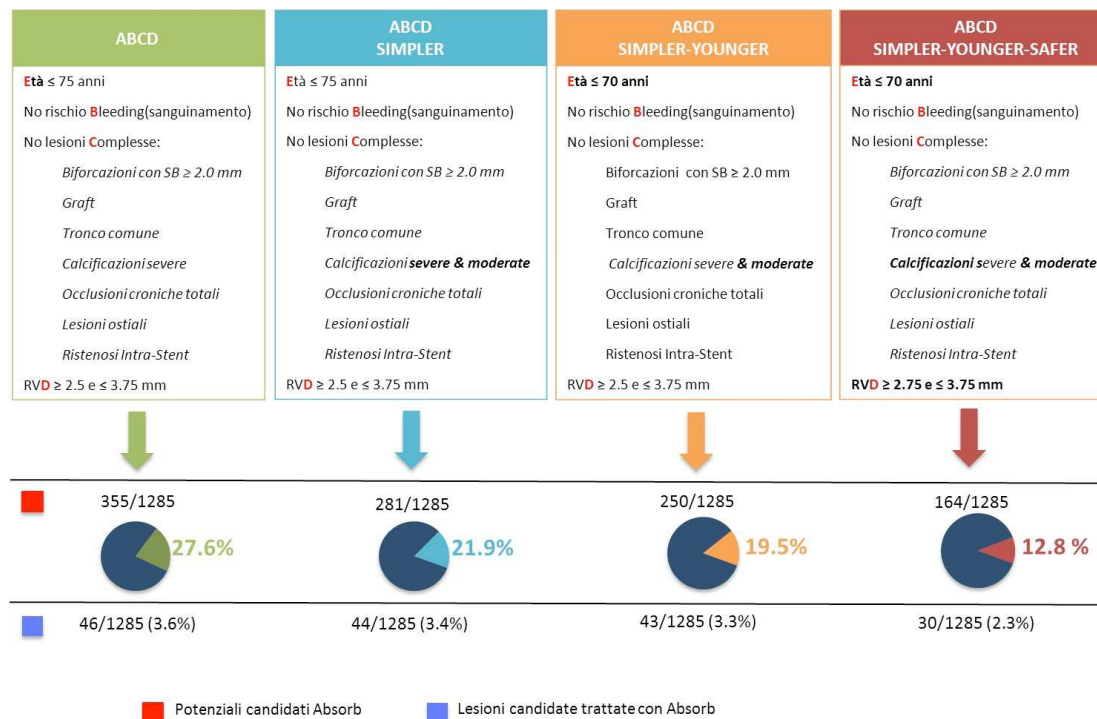 ABCD
Età ≤ 75 anni
No rischio Bleeding(sanguinamento)
No lesioni Complesse:
Biforcazioni con SB ≥ 2.0 mm
Graft
Tronco comune
Calcificazioni severe
Occlusioni croniche totali
Lesioni ostiali
Ristenosi Intra-Stent
RVD ≥ 2.5 e ≤ 3.75 mm
ABCD
SIMPLER
Età ≤ 75 anni
No rischio Bleeding(sanguinamento)
No lesioni Complesse:
Biforcazioni con SB ≥ 2.0 mm
Graft
Tronco comune
Calcificazioni severe & moderate
Occlusioni croniche totali
Lesioni ostiali
Ristenosi Intra-Stent
RVD ≥ 2.5 e ≤ 3.75 mm
ABCD
SIMPLER-YOUNGER
Età ≤ 70 anni
No rischio Bleeding(sanguinamento)
No lesioni Complesse:
Biforcazioni con SB ≥ 2.0 mm
Graft
Tronco comune
Calcificazioni severe & moderate
Occlusioni croniche totali
Lesioni ostiali
Ristenosi Intra-Stent
RVD ≥ 2.5 e ≤ 3.75 mm
ABCD
SIMPLER-YOUNGER-SAFER
Età ≤ 70 anni
No rischio Bleeding(sanguinamento)
No lesioni Complesse:
Biforcazioni con SB ≥ 2.0 mm
Graft
Tronco comune
Calcificazioni severe & moderate
Occlusioni croniche totali
Lesioni ostiali
Ristenosi Intra-Stent
RVD ≥ 2.75 e ≤ 3.75 mm
355/1285 281/1285 250/1285 164/1285
27.6% 21.9% 19.5% 12.8 %
46/1285 (3.6%) 44/1285 (3.4%) 43/1285 (3.3%) 30/1285 (2.3%)
Potenziali candidati Absorb Lesioni candidate trattate con Absorb